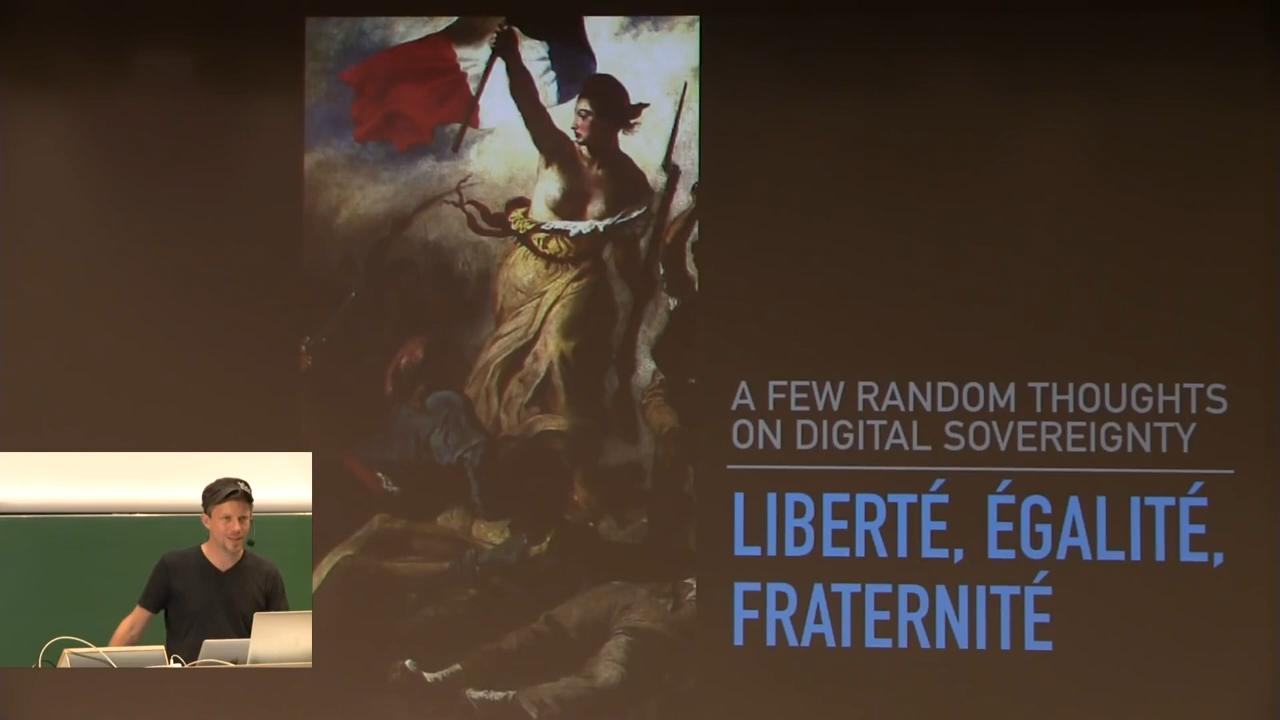 A FEW RANDOM THOUGHTS
ON DIGITAL SOVEREIGNTY
LIBERTÉ, ÉGALITÉ,
FRATERNITÉ